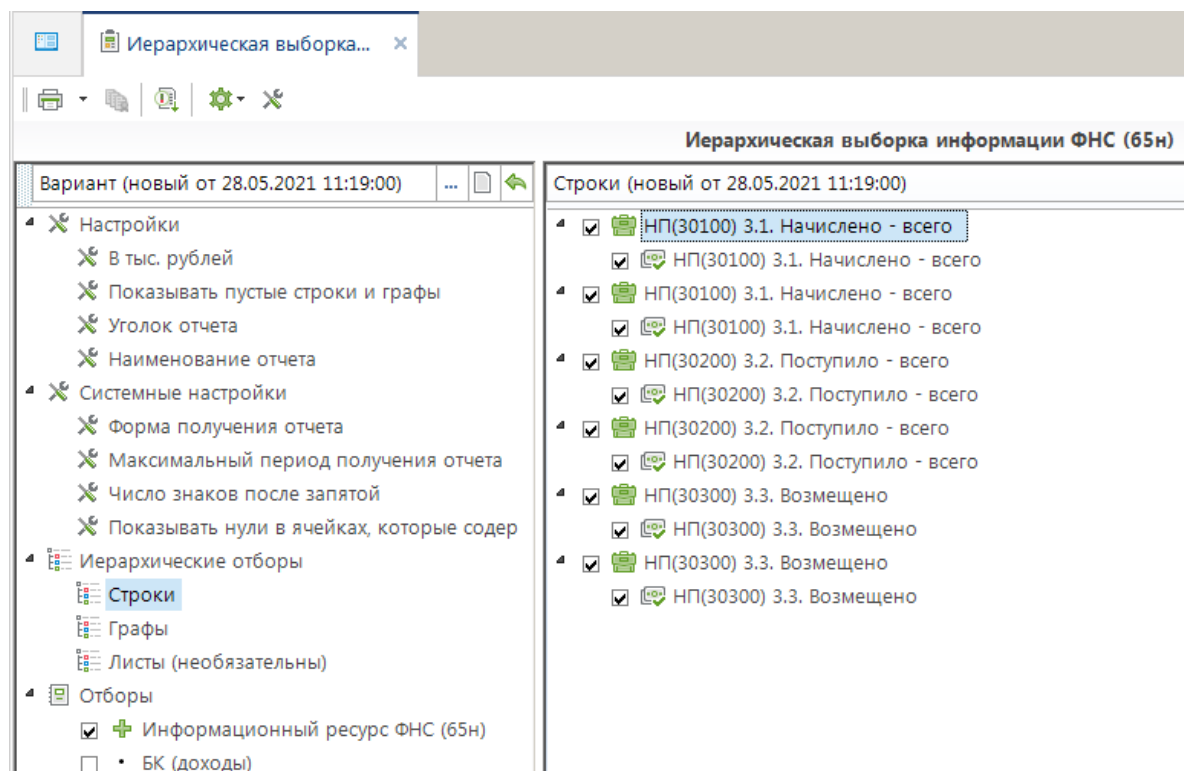 Иерархическая выборка...
Иерархическая выборка информации ФНС (65н)
Вариант (новый от 28.05.2021 11:19:00)
...
Настройки
В тыс. рублей
Показывать пустые строки и графы
Уголок отчета
Наименование отчета
Системные настройки
Форма получения отчета
Максимальный период получения отчета
Число знаков после запятой
Показывать нули в ячейках, которые содер
Иерархические отборы
Строки
Графы
Листы (необязательны)
Отборы
Информационный ресурс ФНС (65н)
БК (доходы)
Строки (новый от 28.05.2021 11:19:00)
НП(30100) 3.1. Начислено - всего
НП(30100) 3.1. Начислено - всего
НП(30100) 3.1. Начислено - всего
НП(30100) 3.1. Начислено - всего
НП(30200) 3.2. Поступило - всего
НП(30200) 3.2. Поступило - всего
НП(30200) 3.2. Поступило - всего
НП(30200) 3.2. Поступило - всего
НП(30300) 3.3. Возмещено
НП(30300) 3.3. Возмещено
НП(30300) 3.3. Возмещено
НП(30300) 3.3. Возмещено